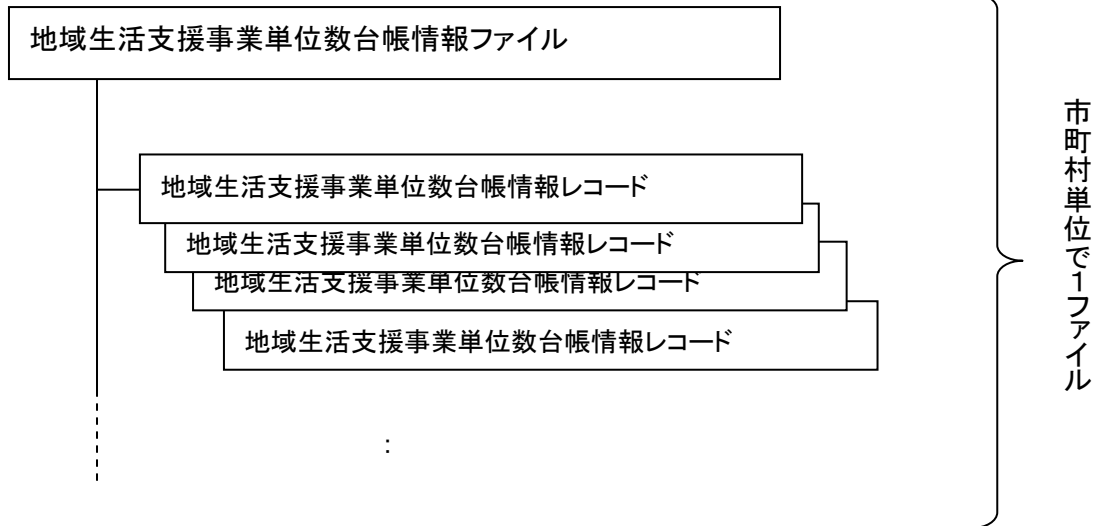 地域生活支援事業単位数台帳情報ファイル
地域生活支援事業単位数台帳情報レコード
地域生活支援事業単位数台帳情報レコード
地域生活支援事業単位数台帳情報レコード
地域生活支援事業単位数台帳情報レコード
:
市町村単位で1ファイル